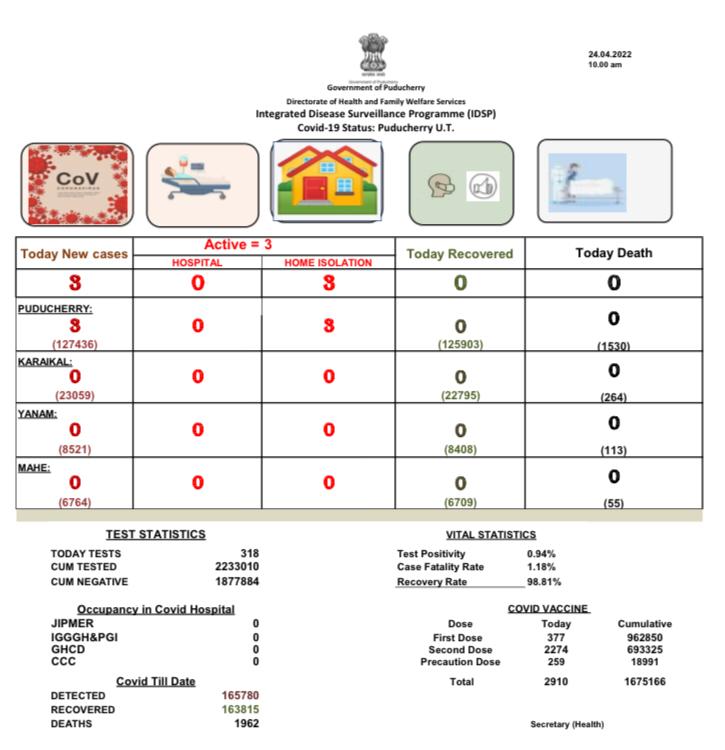 24.04.2022
10.00 am
Government of Puducherry
Government of Puducherry
Directorate of Health and Family Welfare Services
Integrated Disease Surveillance Programme (IDSP)
Covid-19 Status: Puducherry U.T.
CoV
CORONAVIRUS
Today New cases
Active = 3
HOSPITAL
HOME ISOLATION
Today Recovered
Today Death
3 0 3 0 0
PUDUCHERRY:
3 0 3 0 0
(127436) (125903) (1530)
KARAIKAL:
0 0 0 0 0
(23059) (22795) (264)
YANAM:
0 0 0 0 0
(8521) (8408) (113)
MAHE:
0 0 0 0 0
(6764) (6709) (55)
TEST STATISTICS
TODAY TESTS 318
CUM TESTED 2233010
CUM NEGATIVE 1877884
VITAL STATISTICS
Test Positivity 0.94%
Case Fatality Rate 1.18%
Recovery Rate 98.81%
Occupancy in Covid Hospital
JIPMER 0
IGGGH&PGI 0
GHCD 0
CCC 0
COVID VACCINE
Dose Today Cumulative
First Dose 377 962850
Second Dose 2274 693325
Precaution Dose 259 18991
Total 2910 1675166
Covid Till Date
DETECTED 165780
RECOVERED 163815
DEATHS 1962
Secretary (Health)